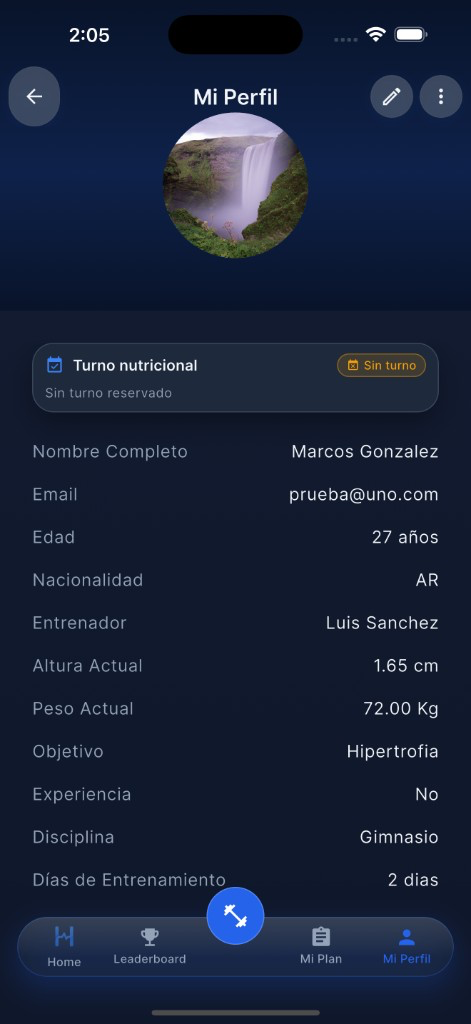 2:05
Mi Perfil
Turno nutricional
Sin turno
Sin turno reservado
Nombre Completo Marcos Gonzalez
Email prueba@uno.com
Edad 27 años
Nacionalidad AR
Entrenador Luis Sanchez
Altura Actual 1.65 cm
Peso Actual 72.00 Kg
Objetivo Hipertrofia
Experiencia No
Disciplina Gimnasio
Días de Entrenamiento 2 dias
Home Leaderboard Mi Plan Mi Perfil